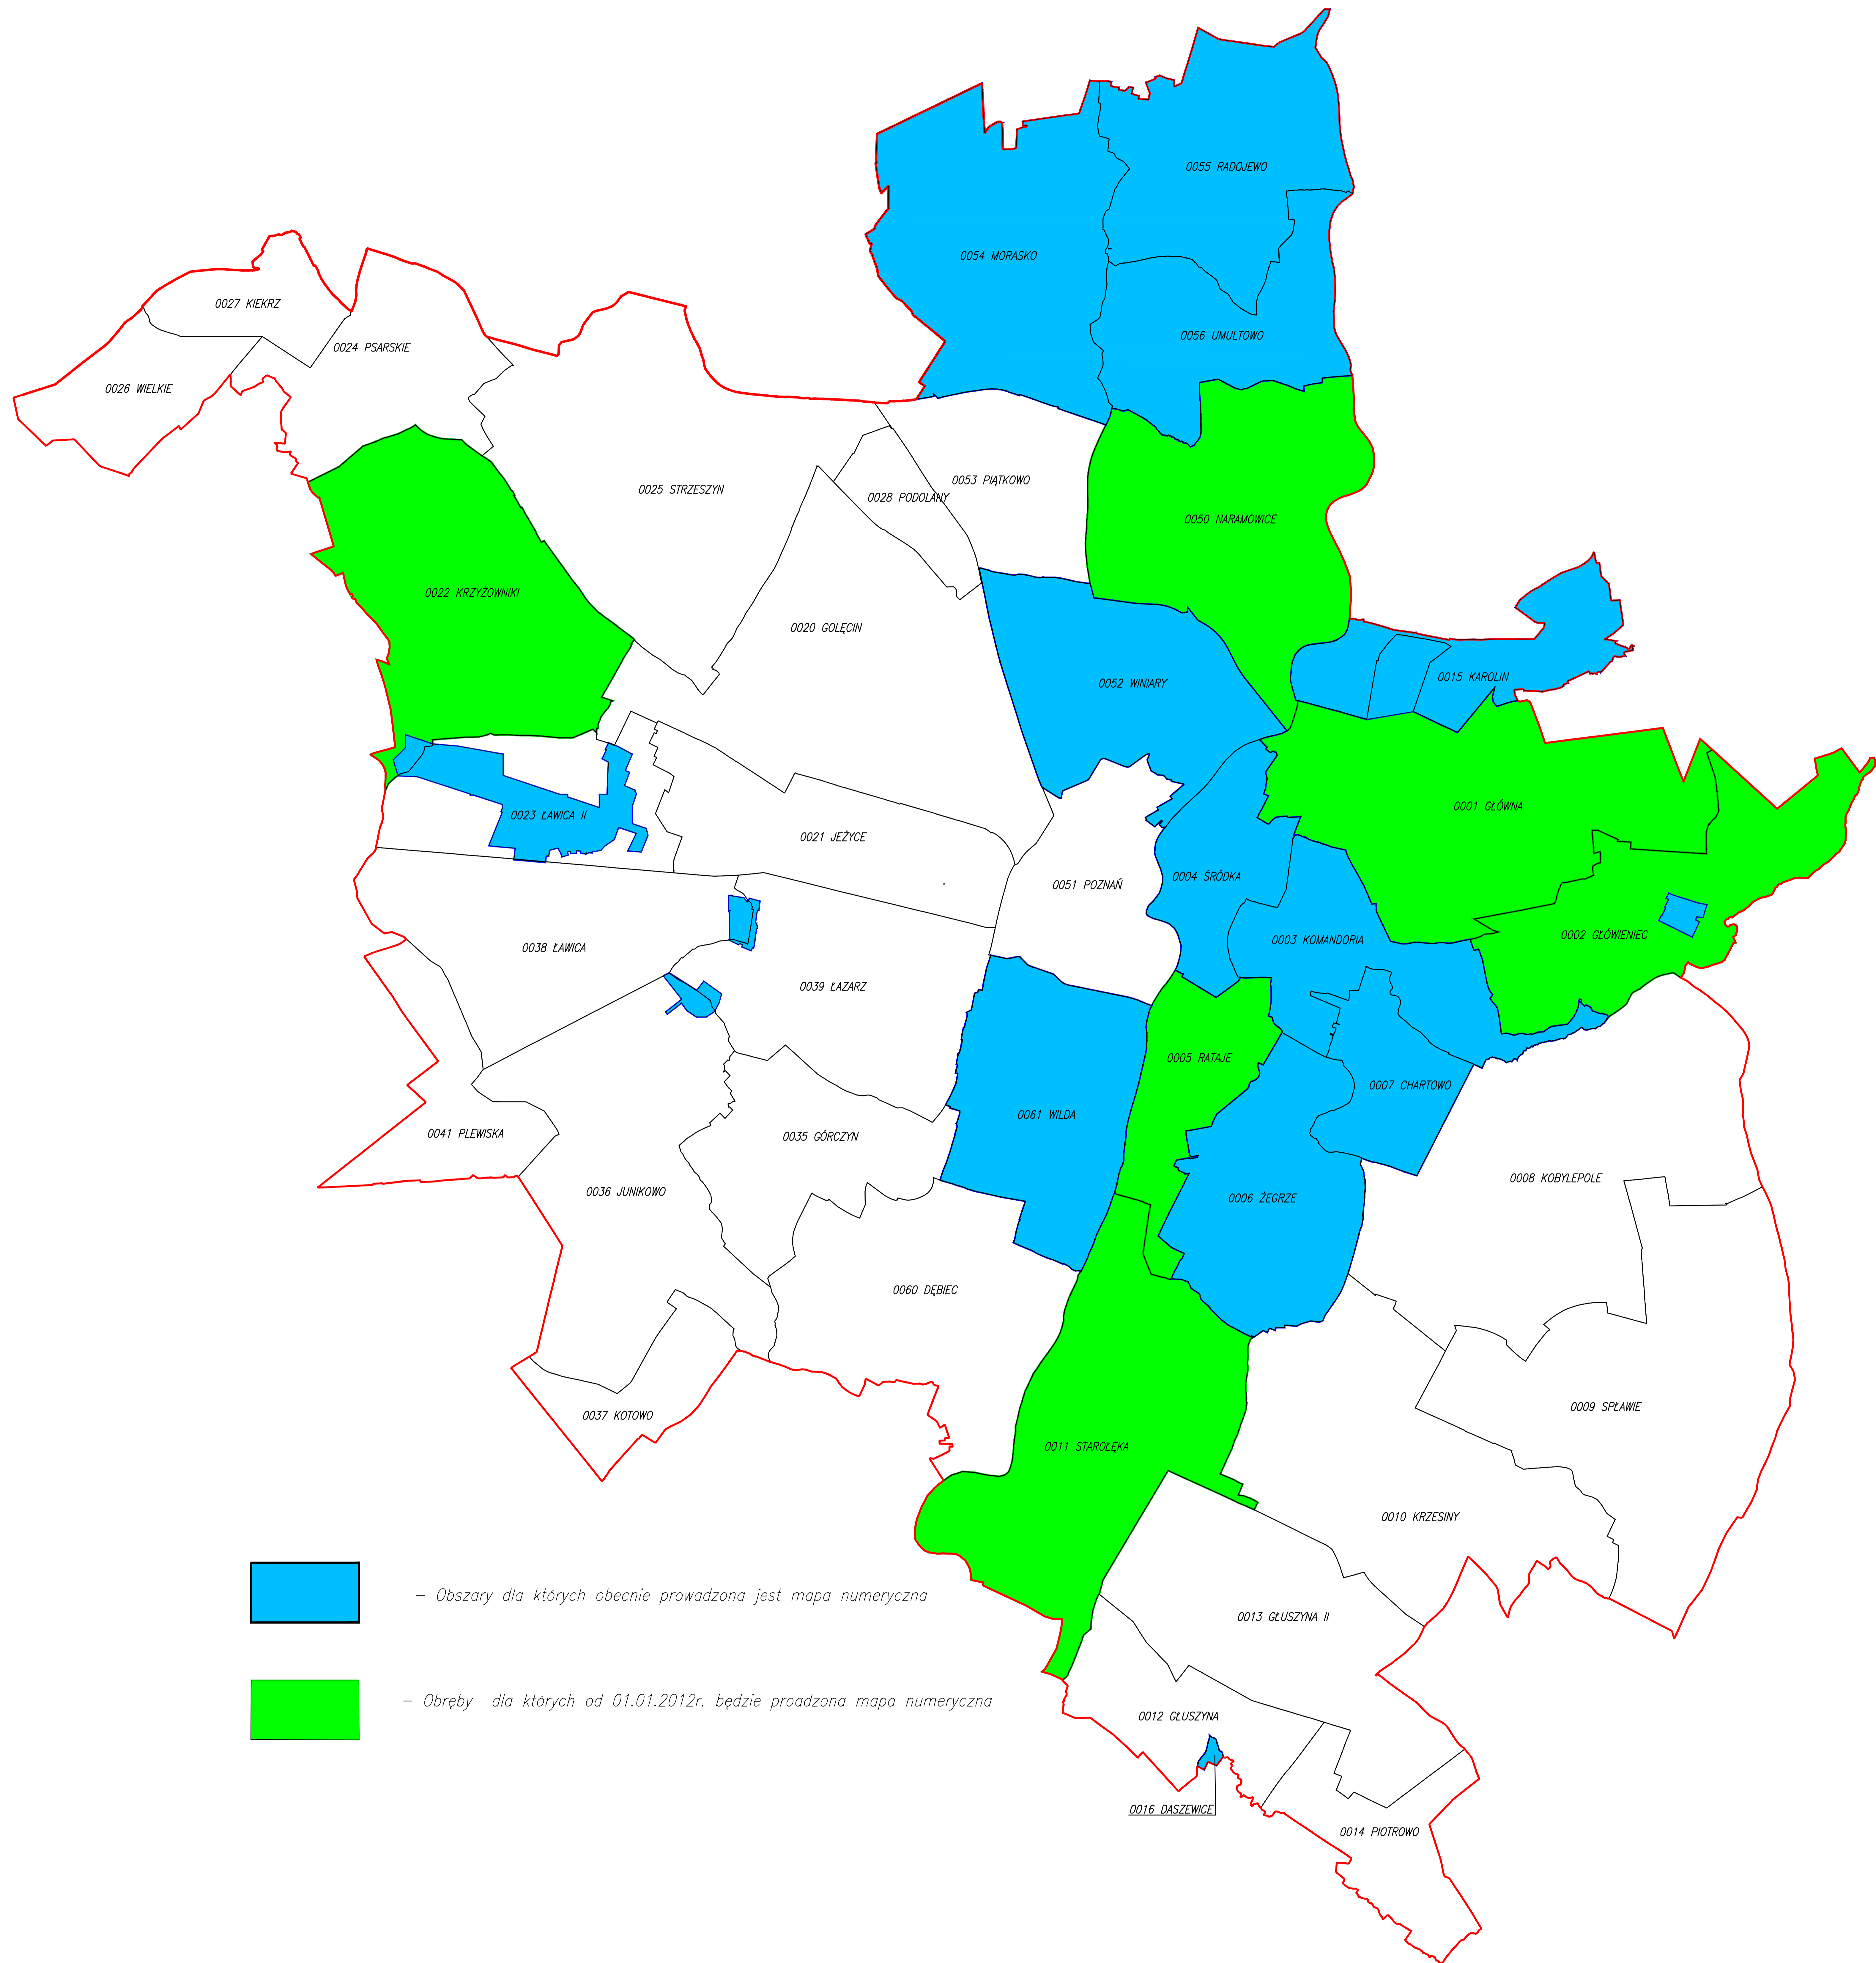 0055 RADOJEWO
0054 MORASKO
0027 KIEKRZ
0056 UMULTOWO
0024 PSARSKIE
0026 WIELKIE
0053 PIĄTKOWO
0025 STRZESZYN
0028 PODOLANY
0050 NARAMOWICE
0022 KRZYŻOWNIKI
0020 GOLĘCIN
0015 KAROLIN
0052 WINIARY
0001 GŁÓWNA
0023 ŁAWICA II
0021 JEŻYCE
0004 ŚRÓDKA
0051 POZNAŃ
0002 GŁÓWIENIEC
0003 KOMANDORIA
0038 ŁAWICA
0039 ŁAZARZ
0005 RATAJE
0007 CHARTOWO
0061 WILDA
0041 PLEWISKA
0035 GÓRCZYN
0008 KOBYLEPOLE
0036 JUNIKOWO
0006 ŻEGRZE
0060 DĘBIEC
0009 SPŁAWIE
0037 KOTOWO
0011 STAROŁĘKA
0010 KRZESINY
– Obszary dla których obecnie prowadzona jest mapa numeryczna
0013 GŁUSZYNA II
– Obręby dla których od 01.01.2012r. będzie proadzona mapa numeryczna
0012 GŁUSZYNA
0016 DASZEWICE
0014 PIOTROWO